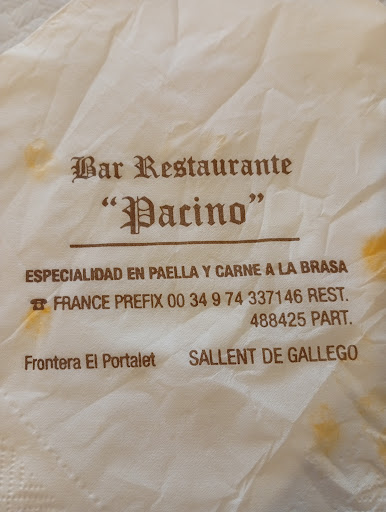 Bar Restaurante
“Pacino”
ESPECIALIDAD EN PAELLA Y CARNE A LA BRASA
☎ FRANCE PREFIX 00 34 9 74 337146 REST.
488425 PART.
Frontera El Portalet SALLENT DE GALLEGO